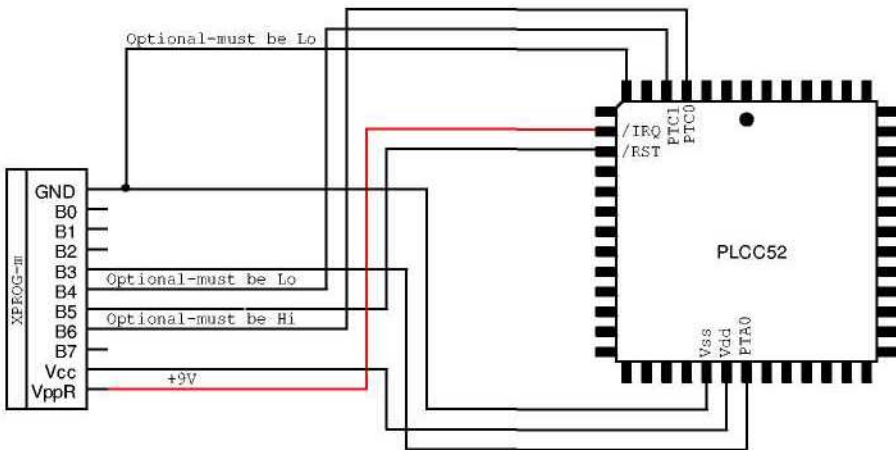 Optional-must be Lo
XPROG-m
GND
B0
B1
B2
B3
Optional-must be Lo
B4
B5
Optional-must be Hi
B6
B7
Vcc
+9V
VppR
/IRQ
/RST
PTC1
PTC0
PLCC52
Vss
Vdd
PTA0